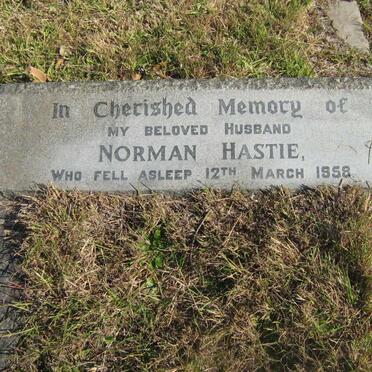 In Cherished Memory of
MY BELOVED HUSBAND
NORMAN HASTIE,
WHO FELL ASLEEP 12TH MARCH 1958